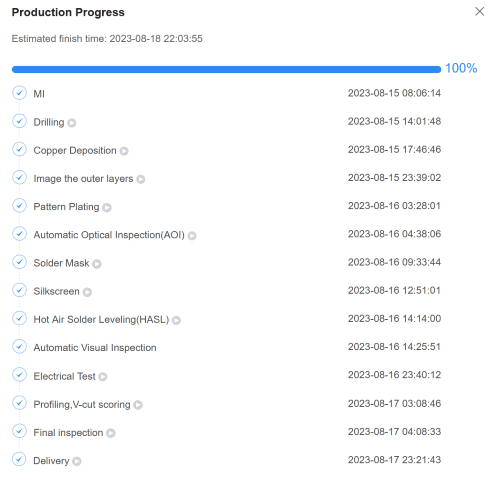 Production Progress
Estimated finish time: 2023-08-18 22:03:55
100%
MI 2023-08-15 08:06:14
Drilling 2023-08-15 14:01:48
Copper Deposition 2023-08-15 17:46:46
Image the outer layers 2023-08-15 23:39:02
Pattern Plating 2023-08-16 03:28:01
Automatic Optical Inspection(AOI) 2023-08-16 04:38:06
Solder Mask 2023-08-16 09:33:44
Silkscreen 2023-08-16 12:51:01
Hot Air Solder Leveling(HASL) 2023-08-16 14:14:00
Automatic Visual Inspection 2023-08-16 14:25:51
Electrical Test 2023-08-16 23:40:12
Profiling,V-cut scoring 2023-08-17 03:08:46
Final inspection 2023-08-17 04:08:33
Delivery 2023-08-17 23:21:43